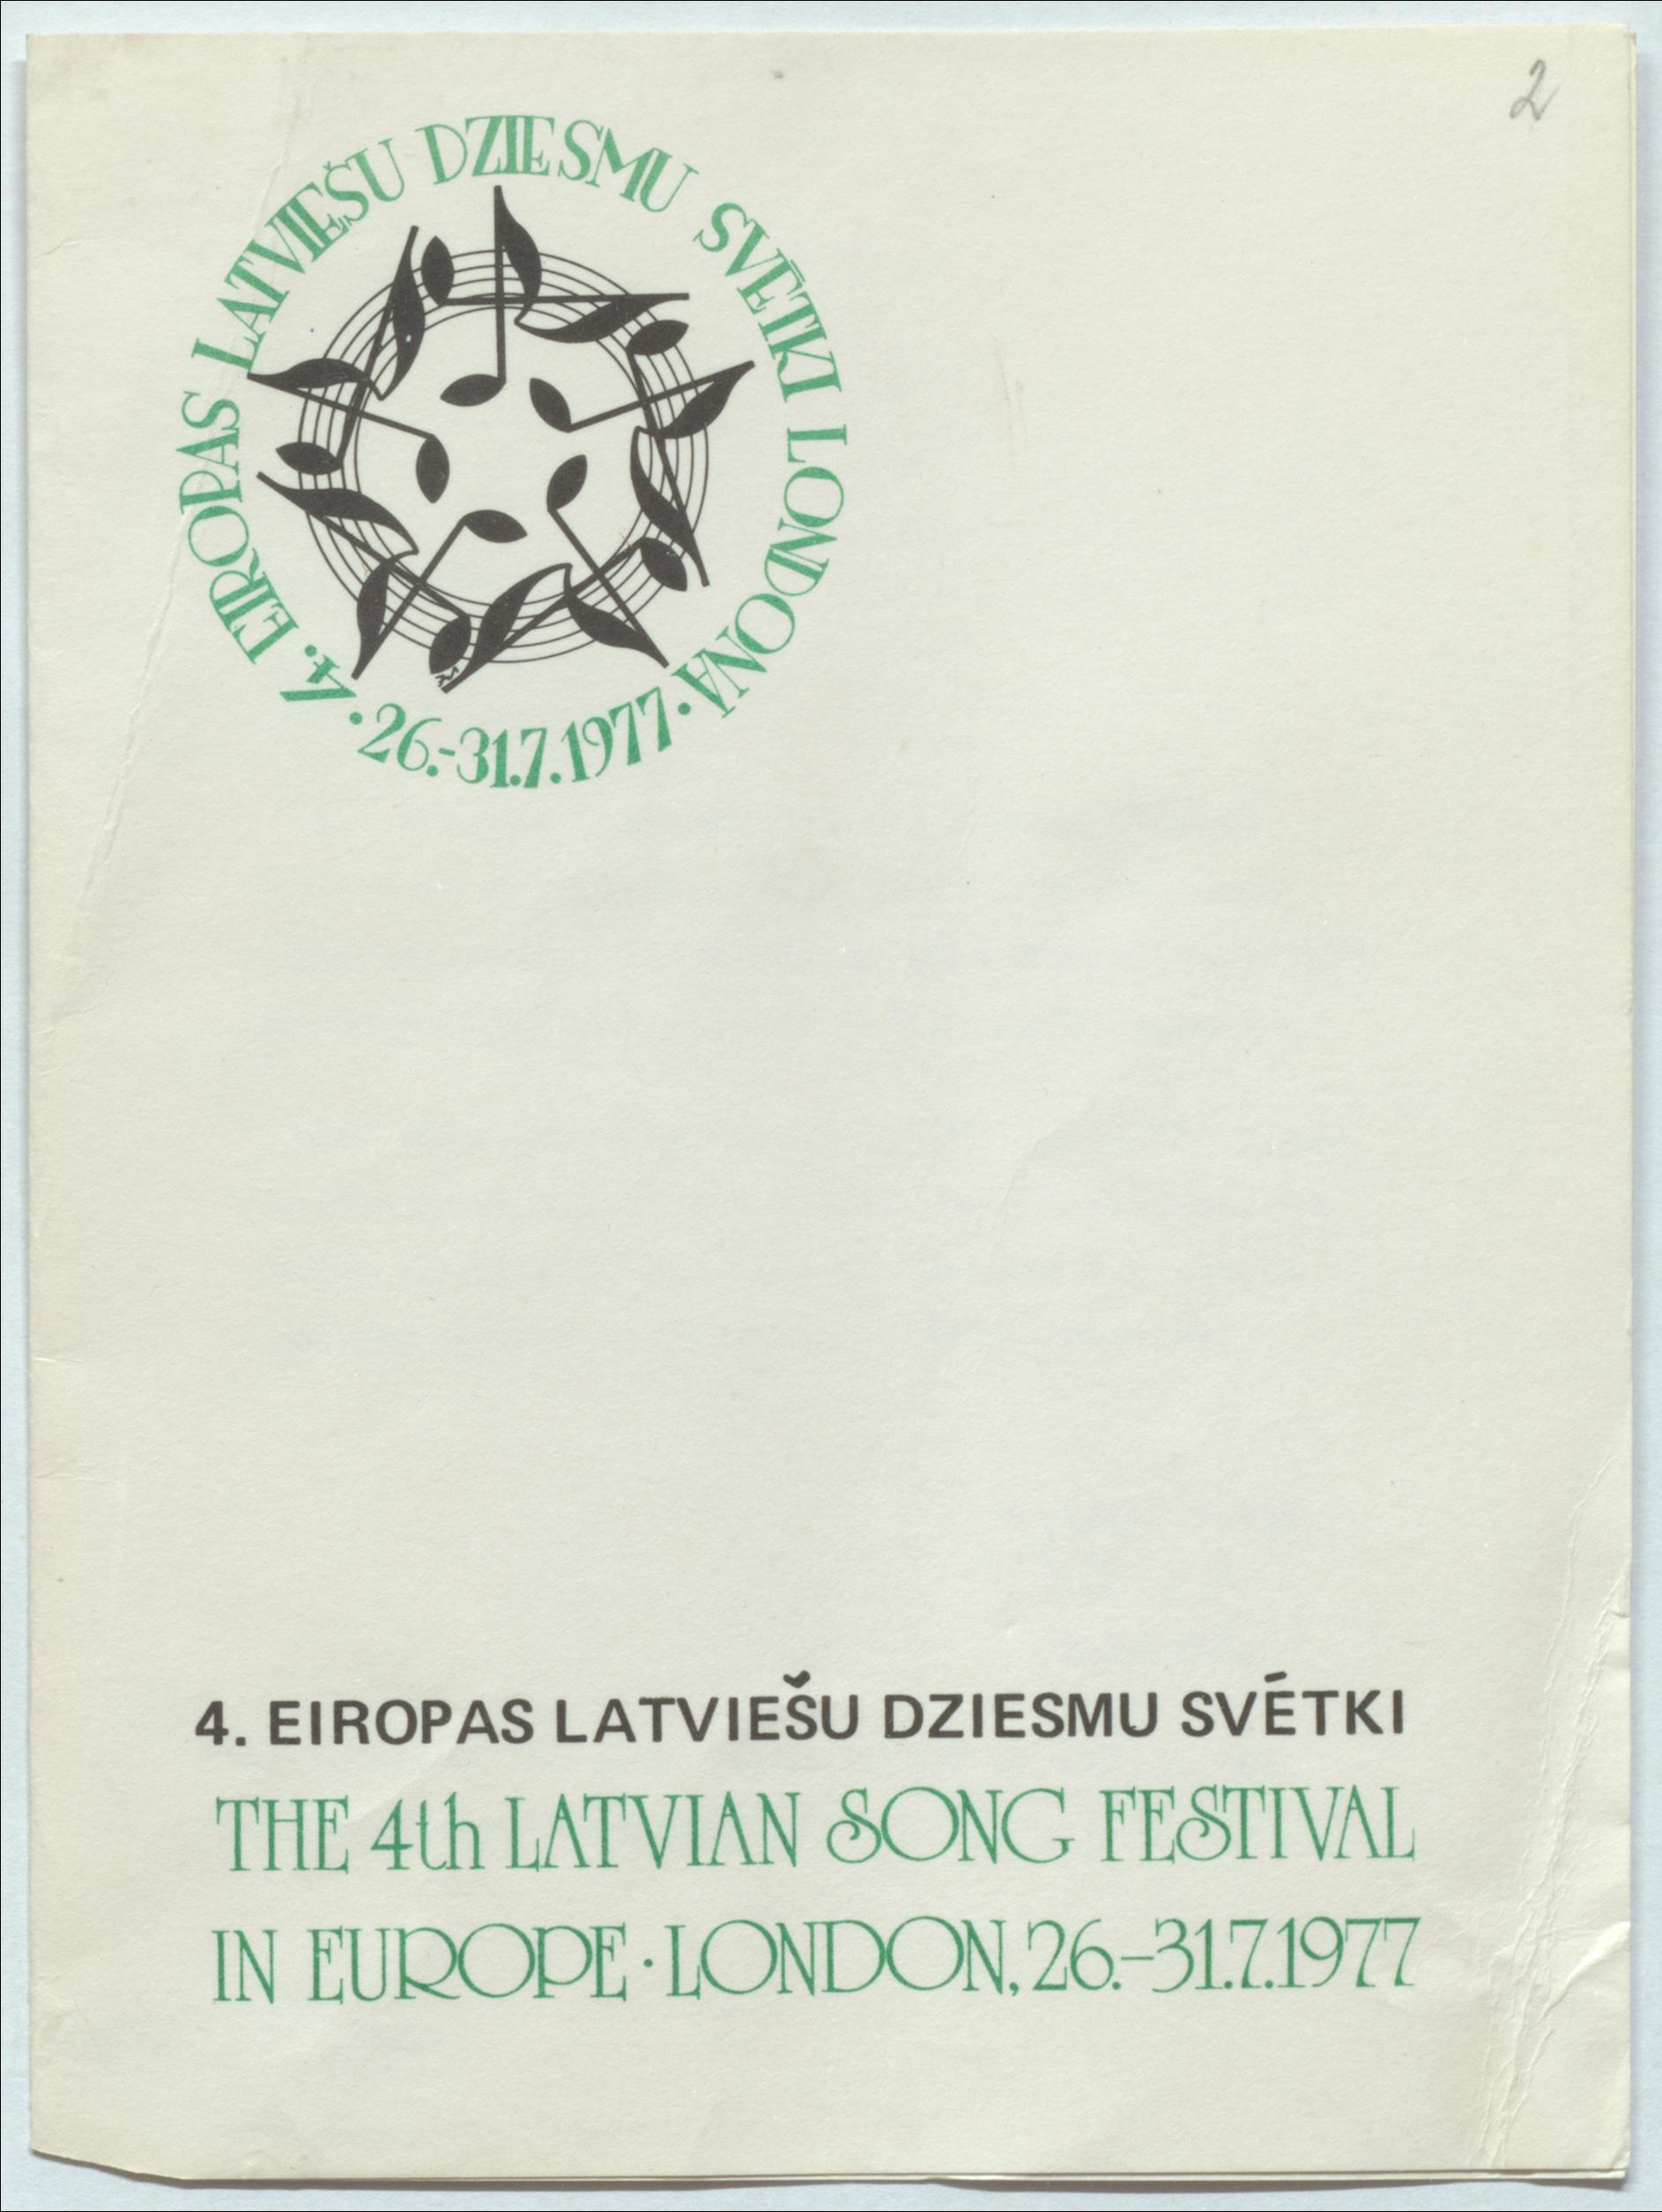 2
4. EIROPAS LATVIEŠU DZIESMU SVĒTKI LONDONĀ
· 26.-31.7.1977 ·
4. EIROPAS LATVIEŠU DZIESMU SVĒTKI
THE 4th LATVIAN SONG FESTIVAL
IN EUROPE · LONDON, 26.-31.7.1977